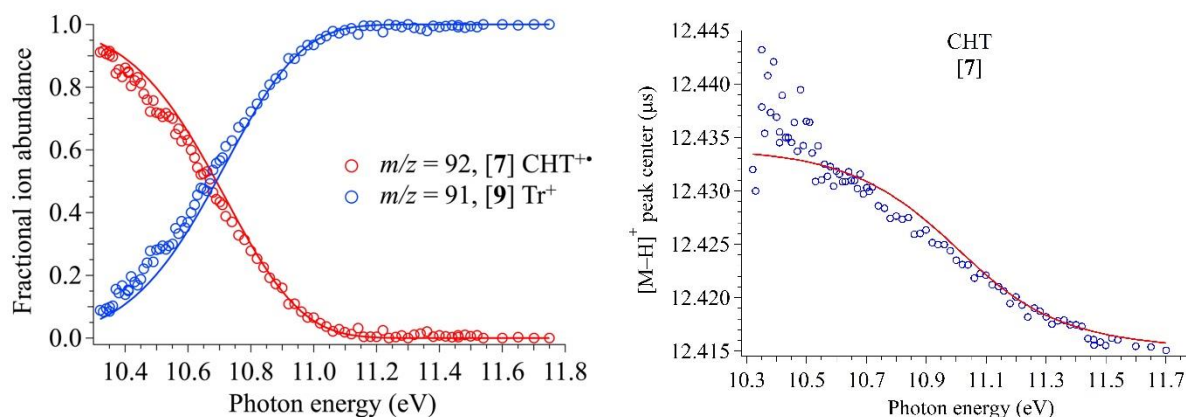 Fractional ion abundance
1.0
0.8
0.6
0.4
0.2
0.0
m/z = 92, [7] CHT⁺•
m/z = 91, [9] Tr⁺
10.4 10.6 10.8 11.0 11.2 11.4 11.6 11.8
Photon energy (eV)
[M–H]⁺ peak center (μs)
12.445
12.440
12.435
12.430
12.425
12.420
12.415
CHT
[7]
10.3 10.5 10.7 10.9 11.1 11.3 11.5 11.7
Photon energy (eV)